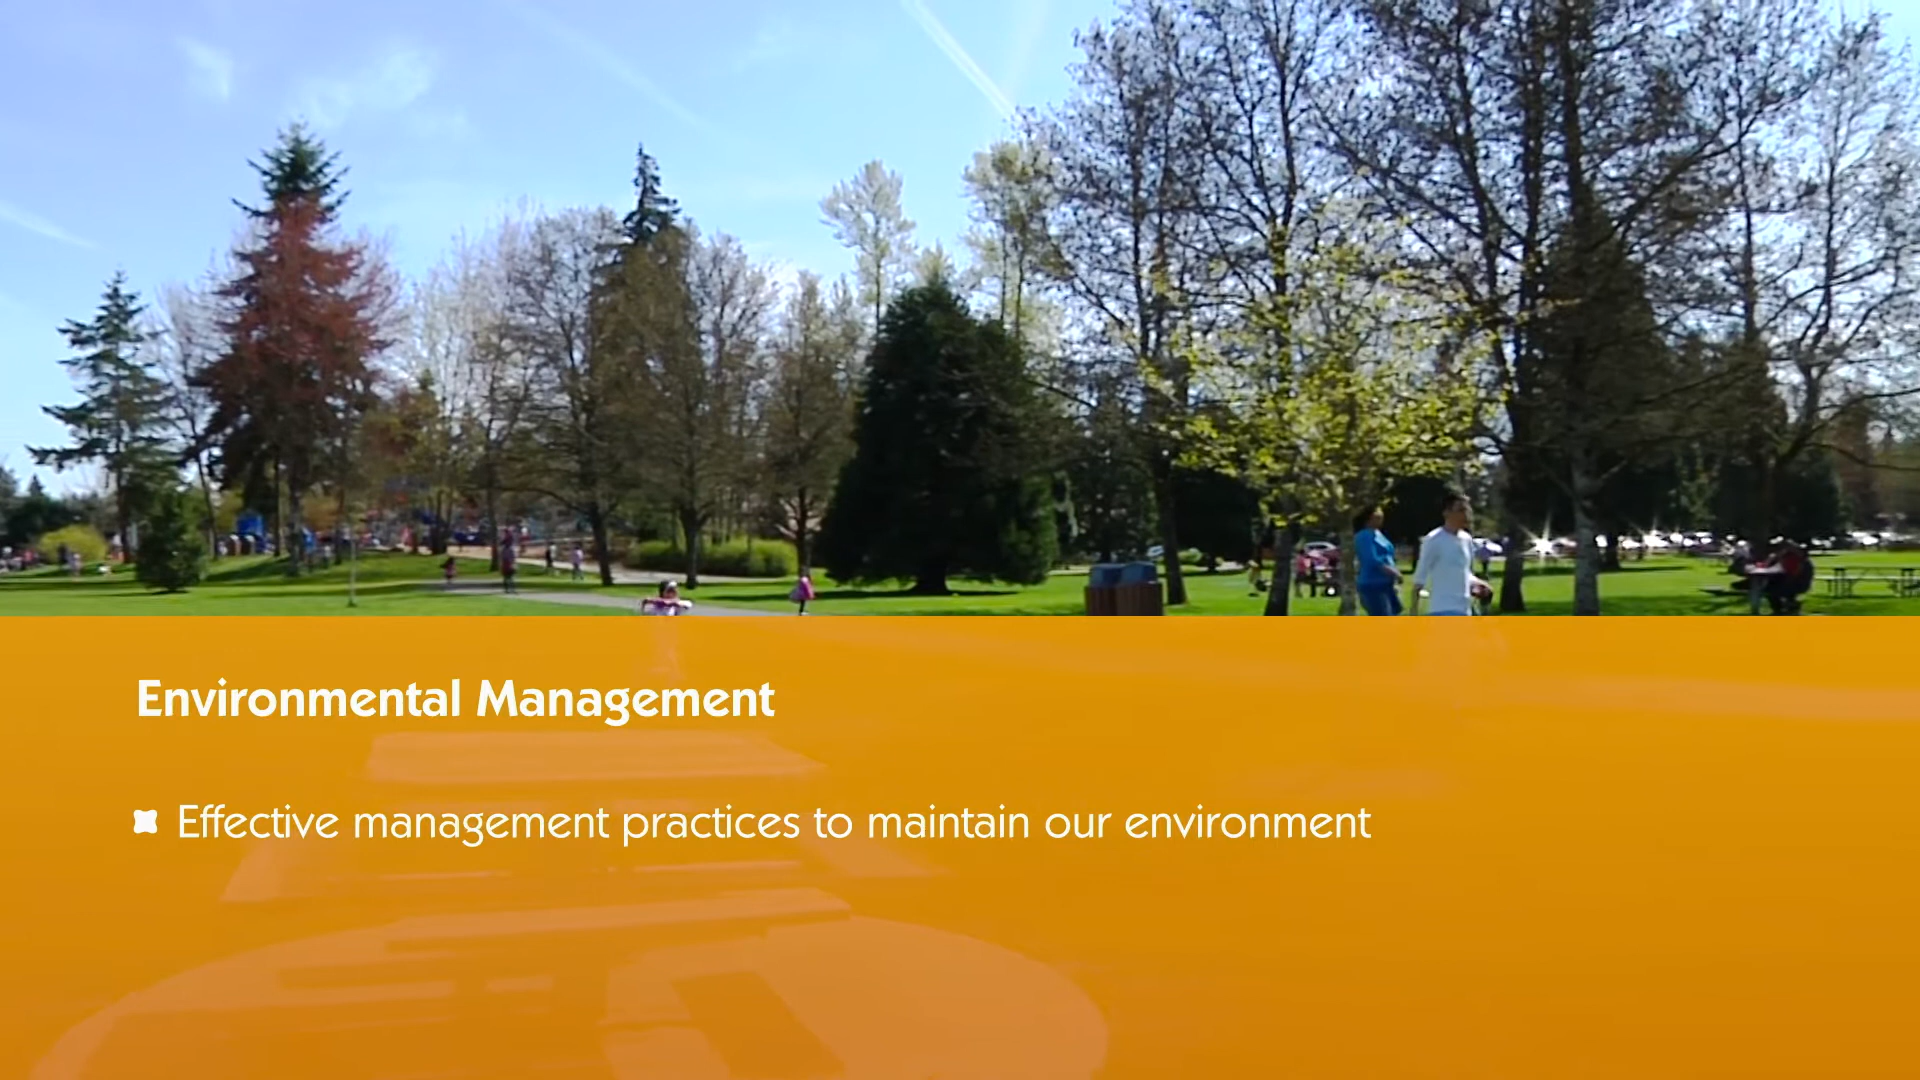 Environmental Management
Effective management practices to maintain our environment